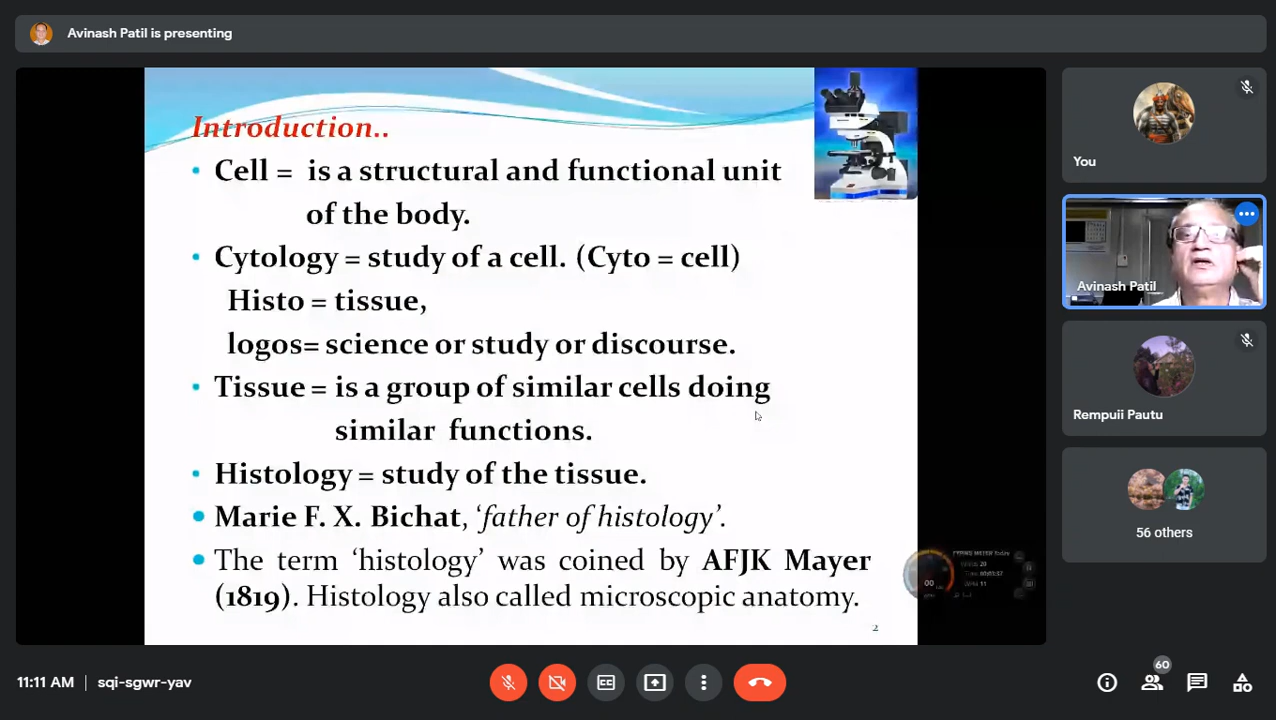 Avinash Patil is presenting
Introduction..
Cell = is a structural and functional unit
of the body.
Cytology = study of a cell. (Cyto = cell)
Histo = tissue,
logos= science or study or discourse.
Tissue = is a group of similar cells doing
similar functions.
Histology = study of the tissue.
Marie F. X. Bichat, ‘father of histology’.
The term ‘histology’ was coined by AFJK Mayer
(1819). Histology also called microscopic anatomy.
2
You
Avinash Patil
Rempuii Pautu
56 others
00
11:11 AM | sqi-sgwr-yav
CC
60